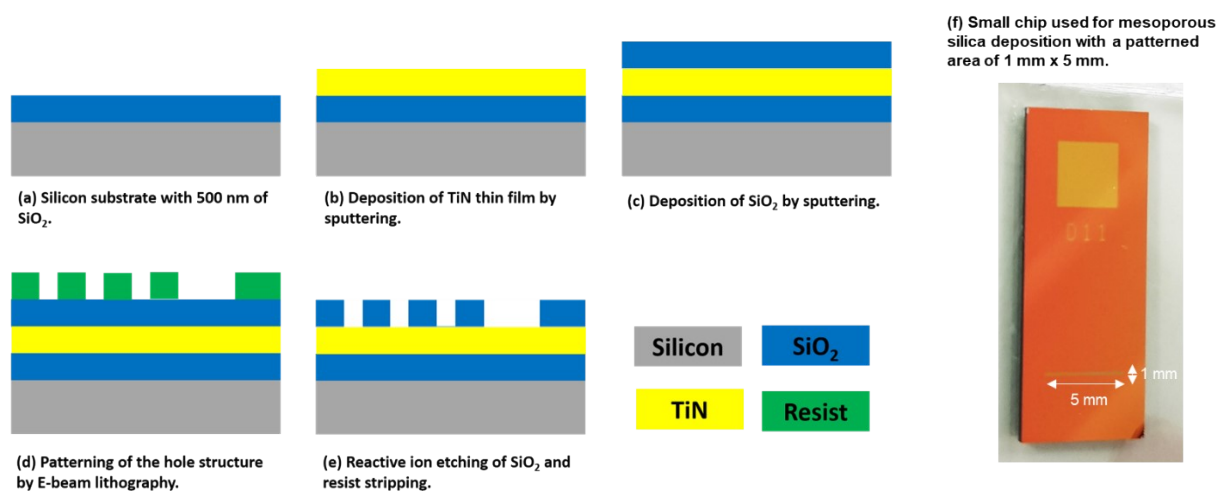 (a) Silicon substrate with 500 nm of
SiO₂.
(b) Deposition of TiN thin film by
sputtering.
(c) Deposition of SiO₂ by sputtering.
(d) Patterning of the hole structure
by E-beam lithography.
(e) Reactive ion etching of SiO₂ and
resist stripping.
Silicon
SiO₂
TiN
Resist
(f) Small chip used for mesoporous
silica deposition with a patterned
area of 1 mm x 5 mm.
011
1 mm
5 mm